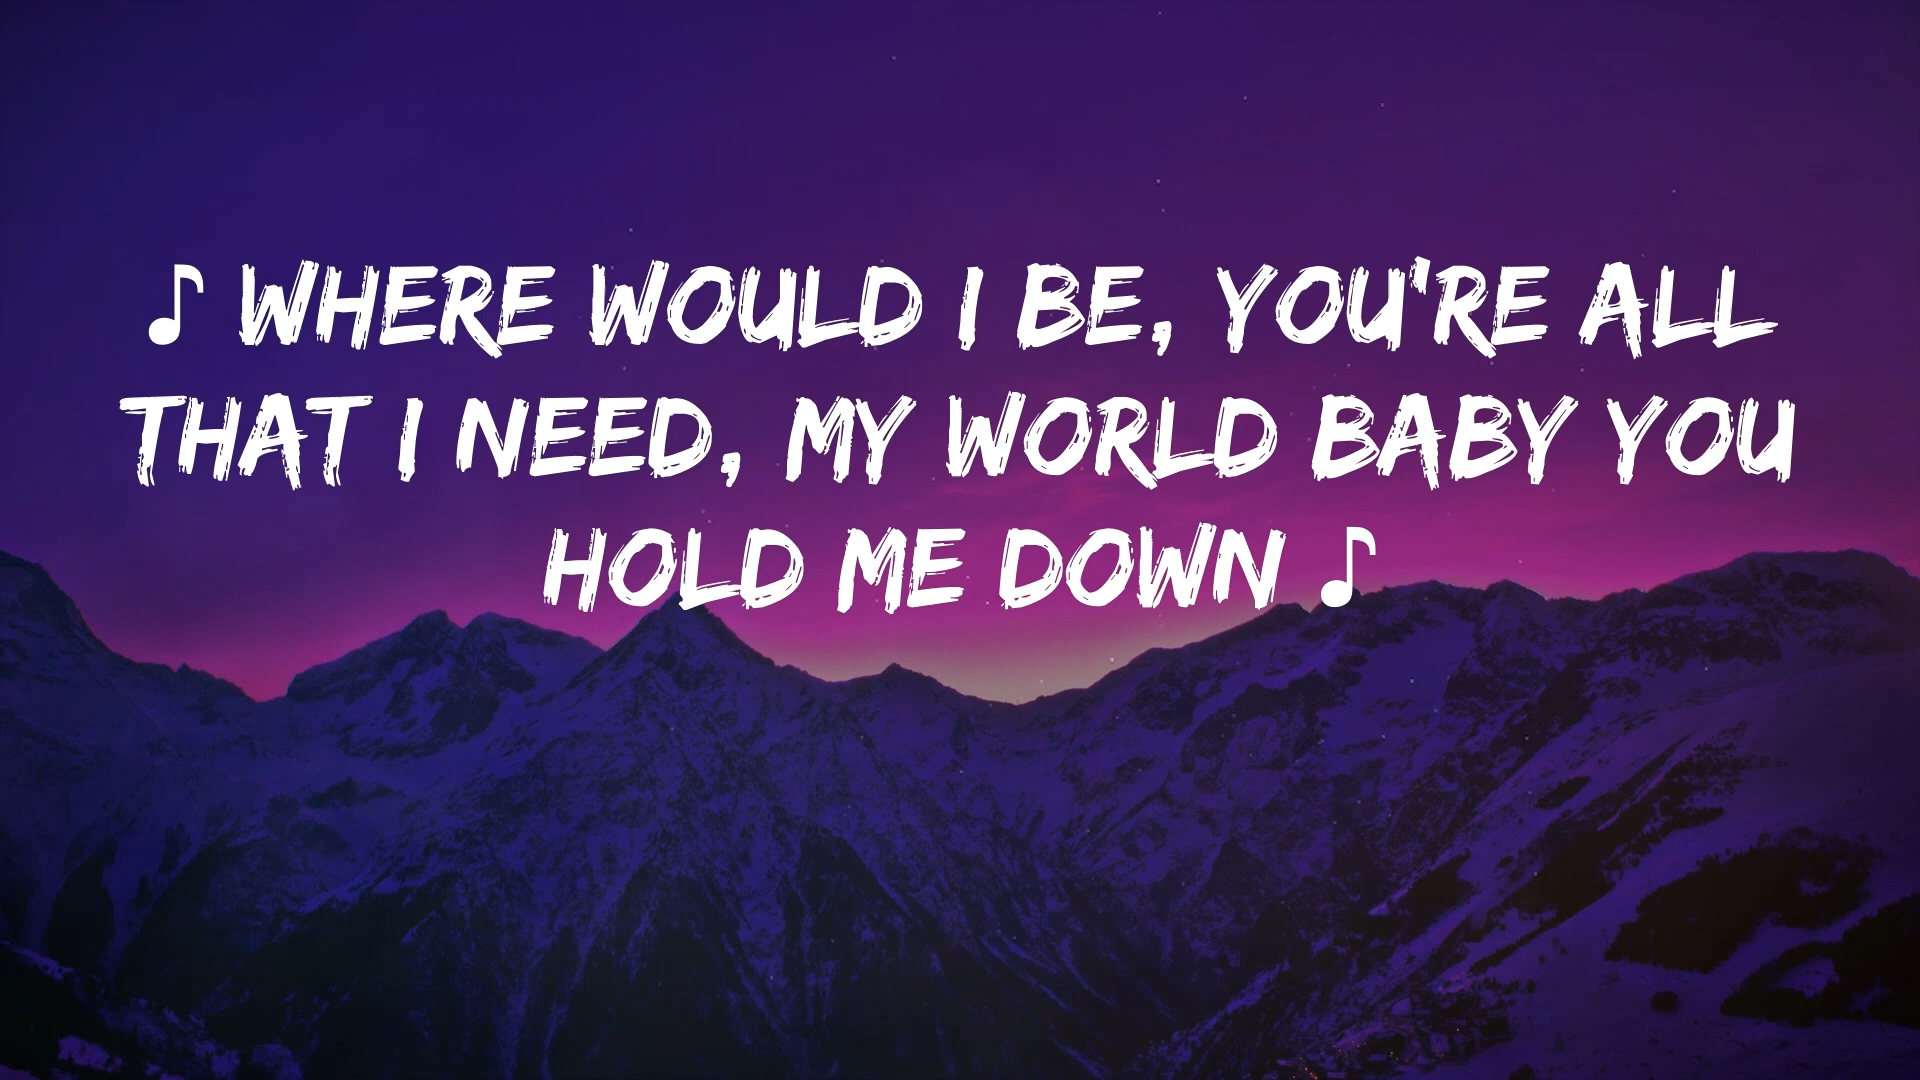 ♪ WHERE WOULD I BE, YOU'RE ALL
THAT I NEED, MY WORLD BABY YOU
HOLD ME DOWN ♪